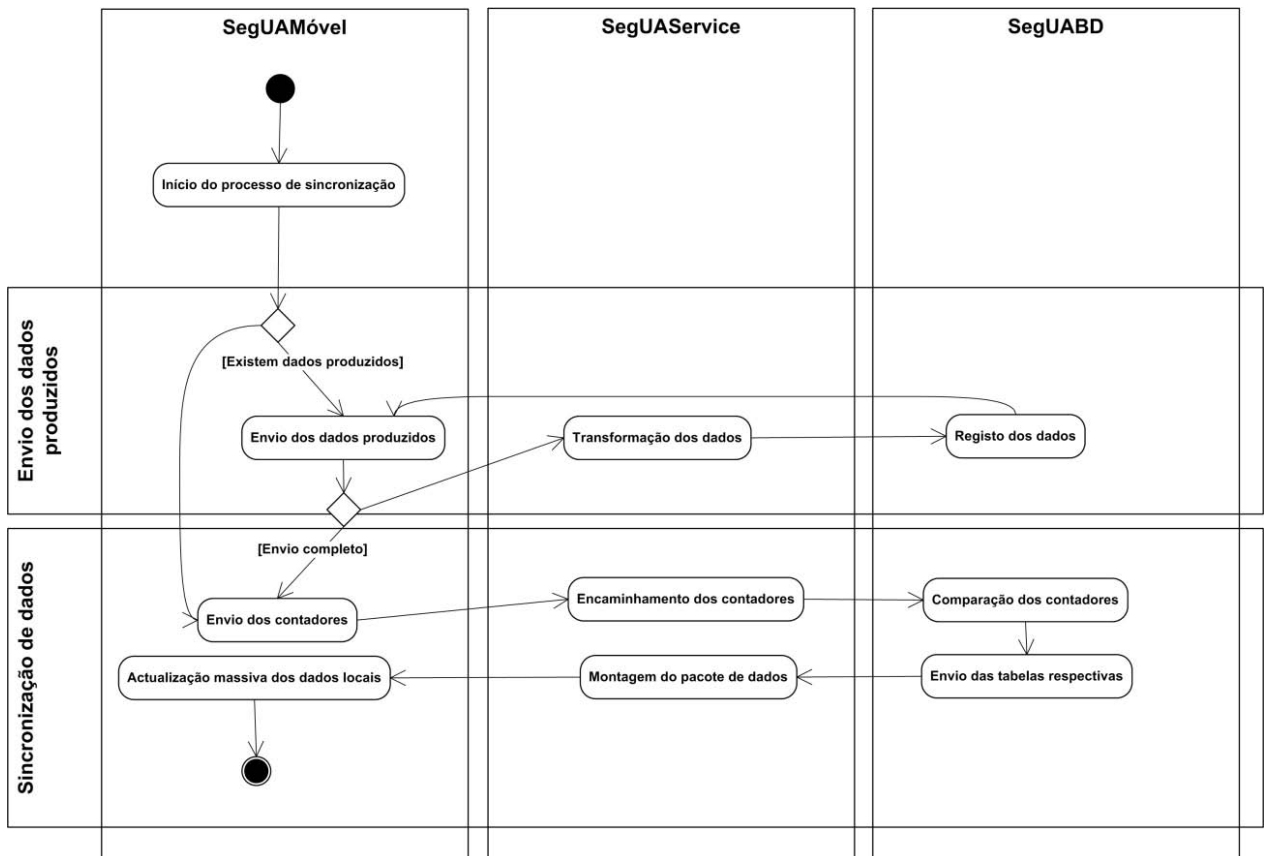 SegUAMóvel
SegUAService
SegUABD
Início do processo de sincronização
Envio dos dados
produzidos
[Existem dados produzidos]
Envio dos dados produzidos
Transformação dos dados
Registo dos dados
Sincronização de dados
[Envio completo]
Envio dos contadores
Encaminhamento dos contadores
Comparação dos contadores
Actualização massiva dos dados locais
Montagem do pacote de dados
Envio das tabelas respectivas